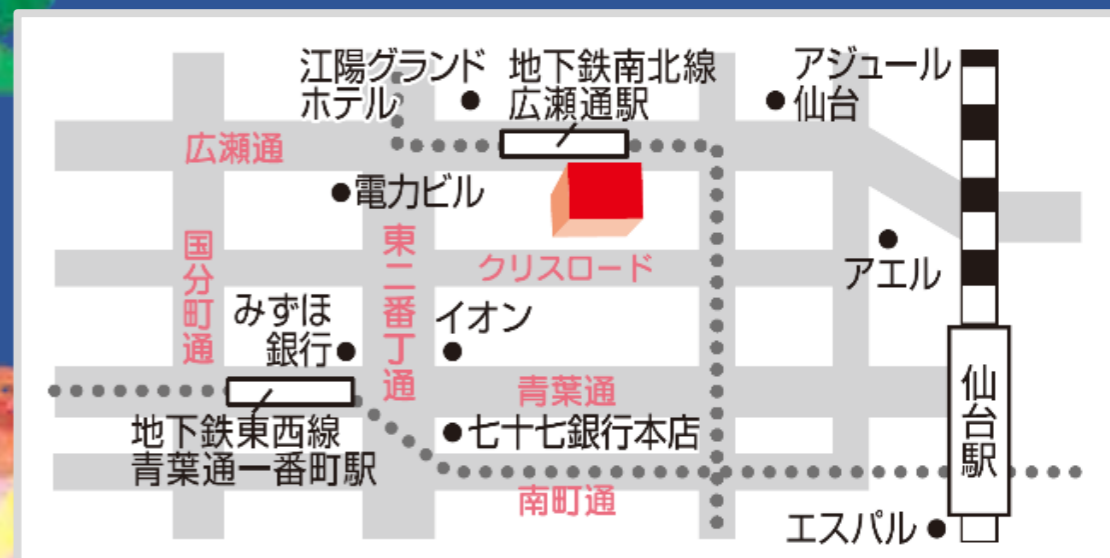 江陽グランド
ホテル
地下鉄南北線
広瀬通駅
アジュール
仙台
広瀬通
電力ビル
国分町通
東二番丁通
クリスロード
アエル
みずほ
銀行
イオン
青葉通
仙台駅
地下鉄東西線
青葉通一番町駅
七十七銀行本店
南町通
エスパル